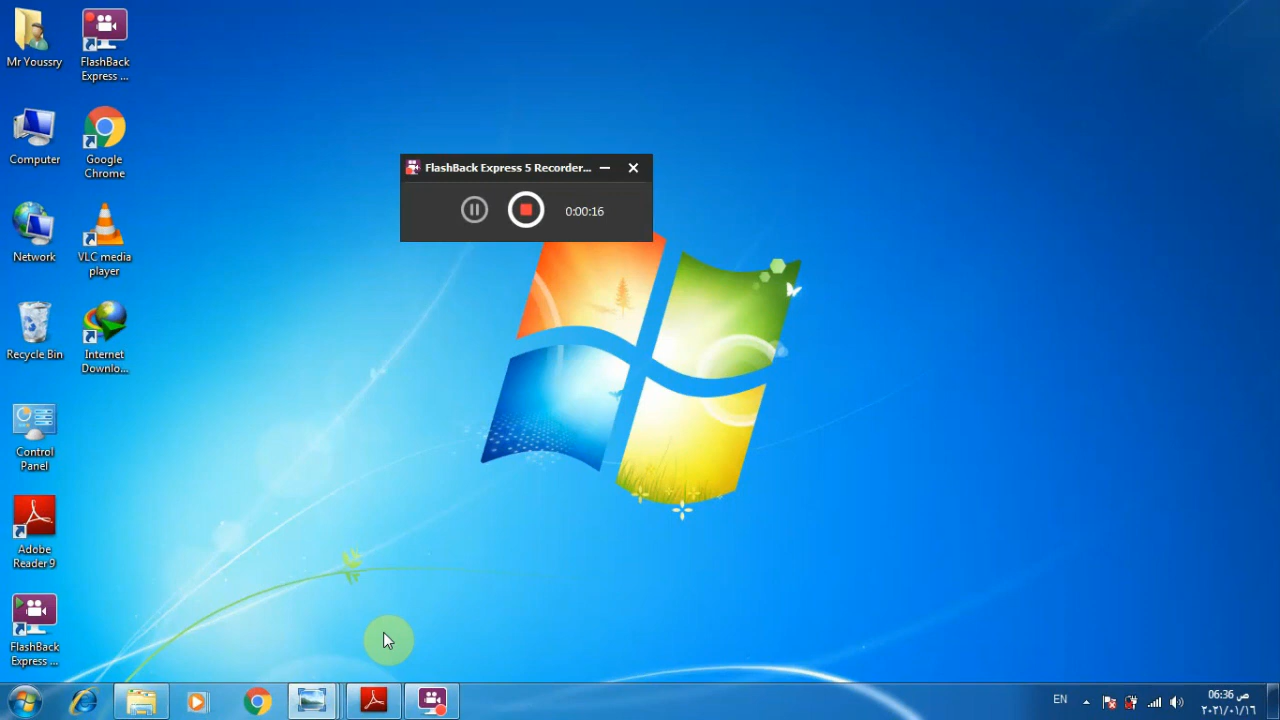 Mr Youssry
FlashBack
Express ...
Computer
Google
Chrome
Network
VLC media
player
Recycle Bin
Internet
Downlo...
Control
Panel
Adobe
Reader 9
FlashBack
Express ...
FlashBack Express 5 Recorder...
0:00:16
EN
06:36 ص
٢٠٢١/٠١/١٦